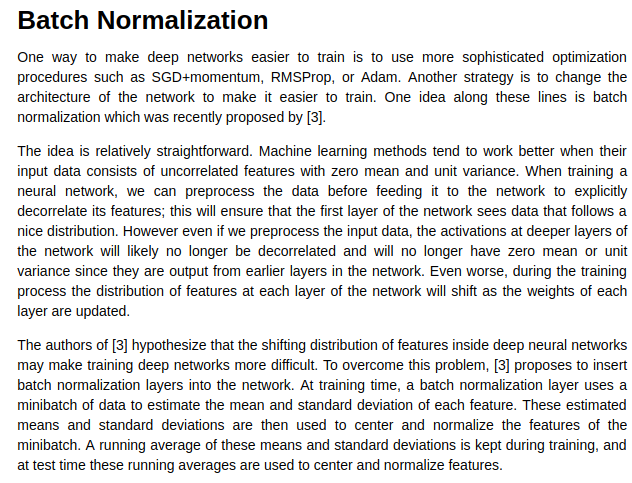 Batch Normalization
One way to make deep networks easier to train is to use more sophisticated optimization
procedures such as SGD+momentum, RMSProp, or Adam. Another strategy is to change the
architecture of the network to make it easier to train. One idea along these lines is batch
normalization which was recently proposed by [3].
The idea is relatively straightforward. Machine learning methods tend to work better when their
input data consists of uncorrelated features with zero mean and unit variance. When training a
neural network, we can preprocess the data before feeding it to the network to explicitly
decorrelate its features; this will ensure that the first layer of the network sees data that follows a
nice distribution. However even if we preprocess the input data, the activations at deeper layers of
the network will likely no longer be decorrelated and will no longer have zero mean or unit
variance since they are output from earlier layers in the network. Even worse, during the training
process the distribution of features at each layer of the network will shift as the weights of each
layer are updated.
The authors of [3] hypothesize that the shifting distribution of features inside deep neural networks
may make training deep networks more difficult. To overcome this problem, [3] proposes to insert
batch normalization layers into the network. At training time, a batch normalization layer uses a
minibatch of data to estimate the mean and standard deviation of each feature. These estimated
means and standard deviations are then used to center and normalize the features of the
minibatch. A running average of these means and standard deviations is kept during training, and
at test time these running averages are used to center and normalize features.